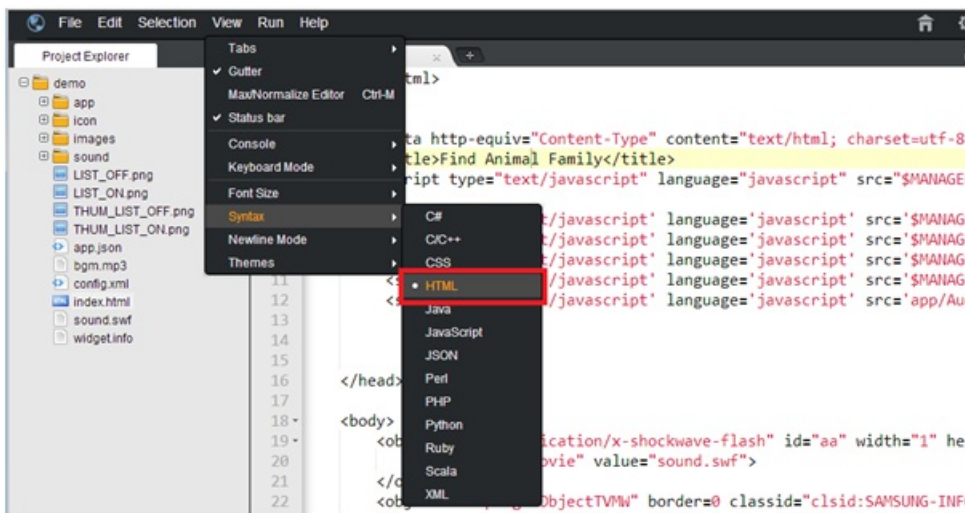 File Edit Selection View Run Help
Project Explorer
demo
app
icon
images
sound
LIST_OFF.png
LIST_ON.png
THUM_LIST_OFF.png
THUM_LIST_ON.png
app.json
bgm.mp3
config.xml
index.html
sound.swf
widget.info
Tabs
Gutter
Max/Normalize Editor Ctrl-M
Status bar
Console
Keyboard Mode
Font Size
Syntax
Newline Mode
Themes
C#
C/C++
CSS
HTML
Java
JavaScript
JSON
Perl
PHP
Python
Ruby
Scala
XML
tml>
ta http-equiv="Content-Type" content="text/html; charset=utf-8
tle>Find Animal Family</title>
ript type="text/javascript" language="javascript" src="$MANAGE
t/javascript' language='javascript' src='$MANAG
t/javascript' language='javascript' src='$MANAG
t/javascript' language='javascript' src='$MANAG
11 <s t/javascript' language='javascript' src='$MANAG
12 <s t/javascript' language='javascript' src='app/Au
13
14
15
16 </head>
17
18 <body>
19 <ob ication/x-shockwave-flash" id="aa" width="1" he
20 ovie" value="sound.swf">
21 </o
22 <obj ObjectTVMW" border=0 classid="clsid:SAMSUNG-INF